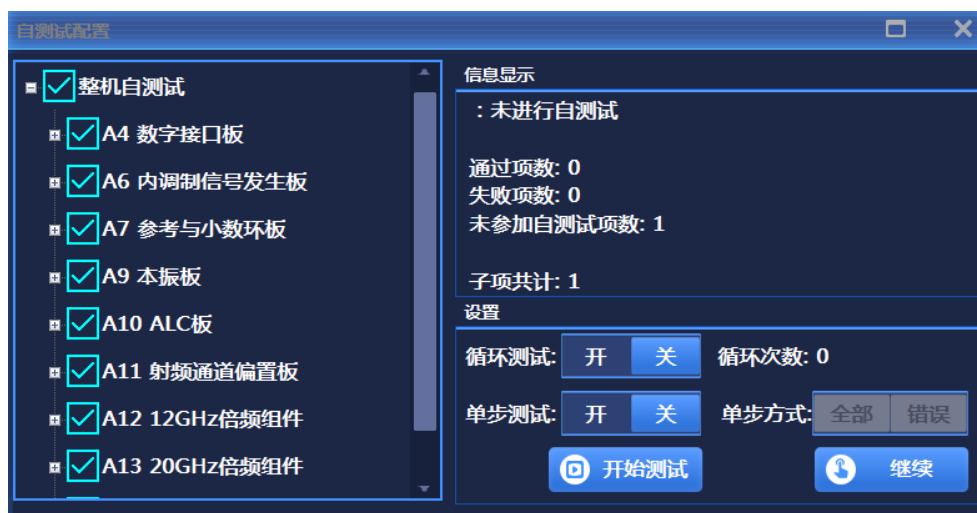 自测试配置
整机自测试
A4 数字接口板
A6 内调制信号发生板
A7 参考与小数环板
A9 本振板
A10 ALC板
A11 射频通道偏置板
A12 12GHz倍频组件
A13 20GHz倍频组件
信息显示
：未进行自测试
通过项数: 0
失败项数: 0
未参加自测试项数: 1
子项共计: 1
设置
循环测试: 开 关 循环次数: 0
单步测试: 开 关 单步方式: 全部 错误
开始测试 继续